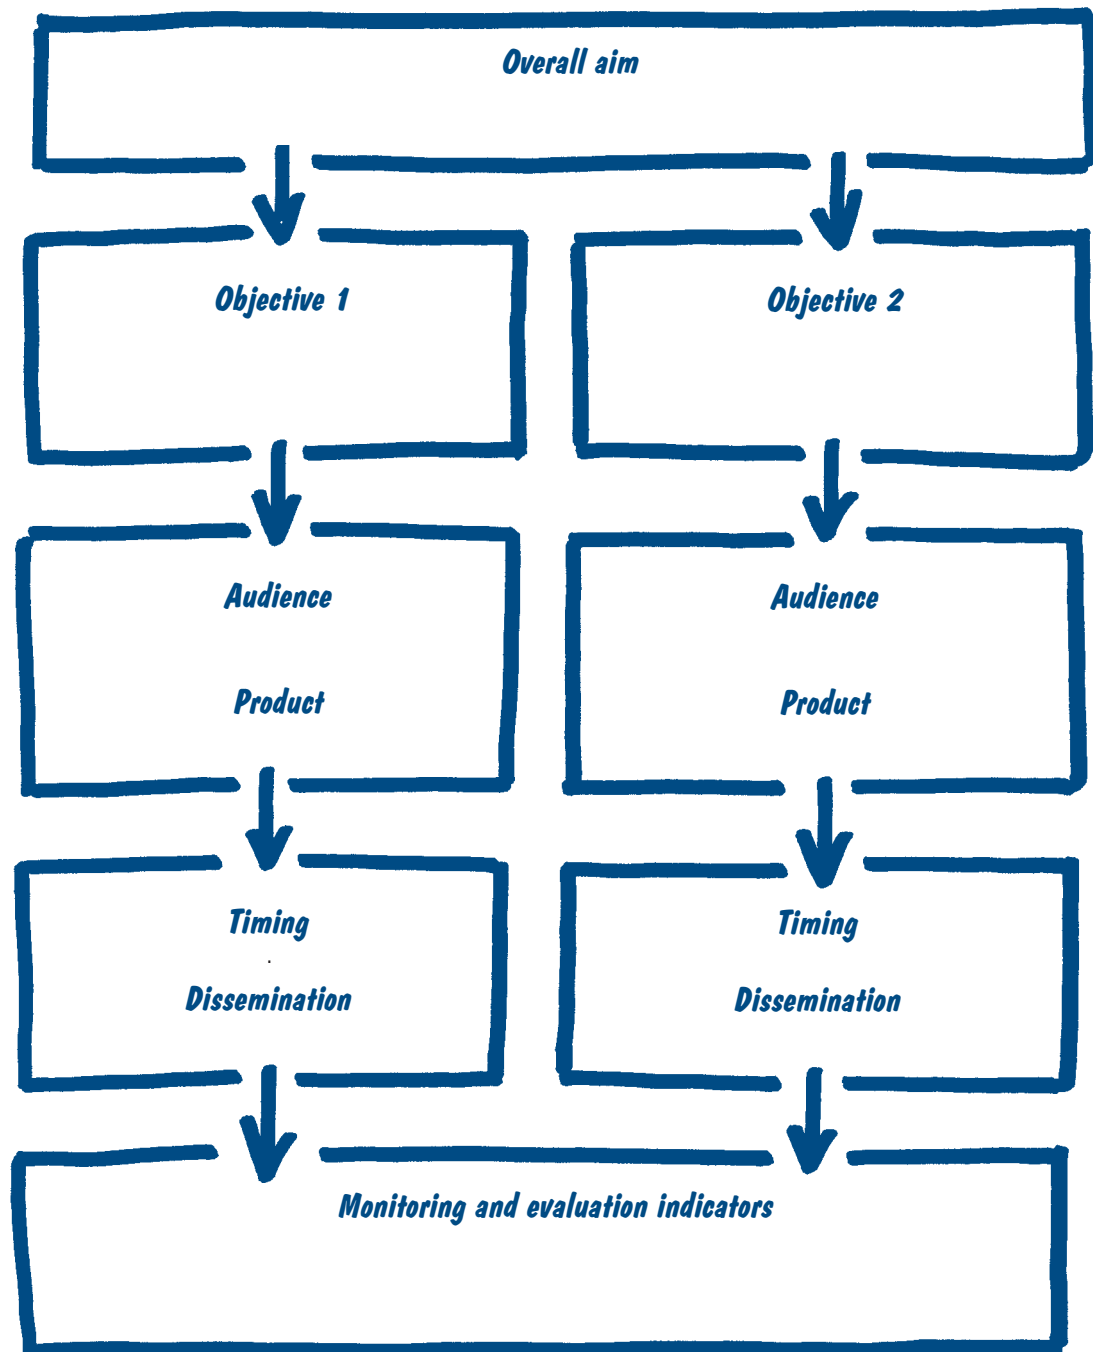 Overall aim
Objective 1
Objective 2
Audience
Audience
Product
Product
Timing
Timing
Dissemination
Dissemination
Monitoring and evaluation indicators